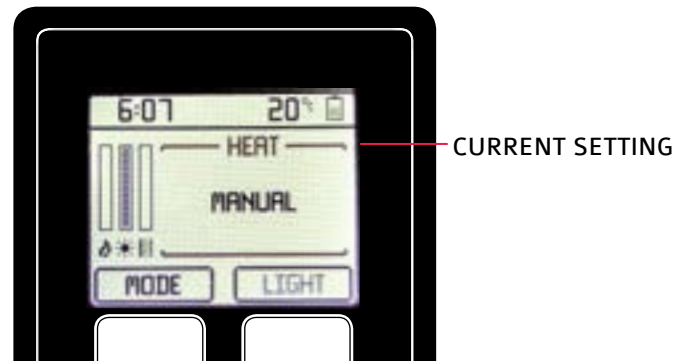 6:07 20°c
HEAT
CURRENT SETTING
MANUAL
MODE LIGHT